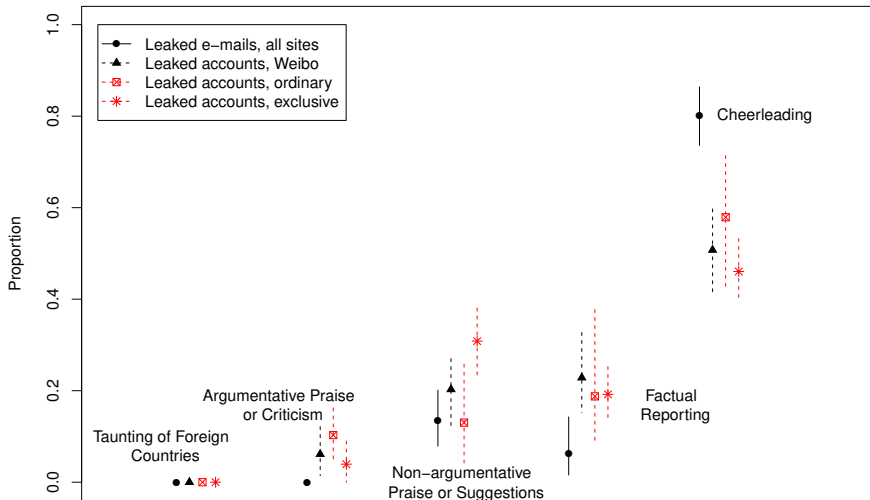 1.0
0.8
0.6
0.4
0.2
0.0
Proportion
Leaked e−mails, all sites
Leaked accounts, Weibo
Leaked accounts, ordinary
Leaked accounts, exclusive
Cheerleading
Argumentative Praise
or Criticism
Factual
Reporting
Taunting of Foreign
Countries
Non−argumentative
Praise or Suggestions